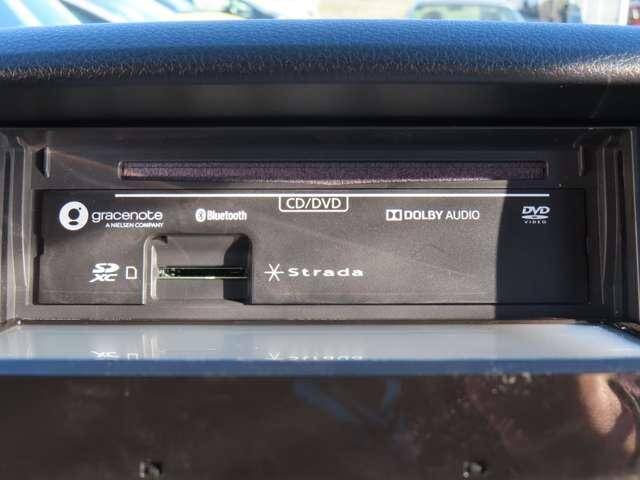 gracenote
A NIELSEN COMPANY
Bluetooth
CD/DVD
DOLBY AUDIO
DVD
VIDEO
SD
XC
Strada